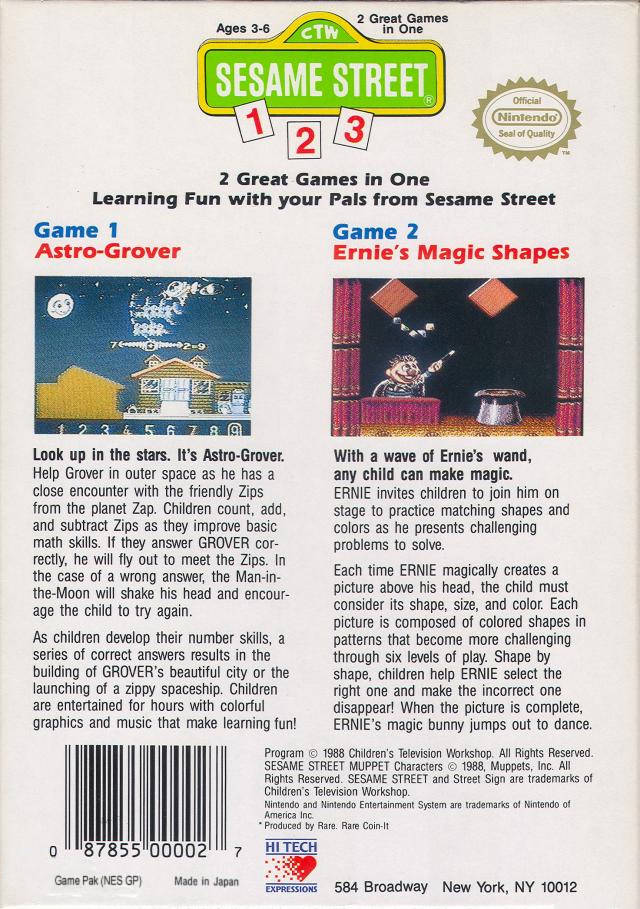 Ages 3-6
CTW
2 Great Games
in One
SESAME STREET®
1 2 3
Official
Nintendo®
Seal of Quality
TM
2 Great Games in One
Learning Fun with your Pals from Sesame Street
Game 1
Astro-Grover
7 2=9
1 2 3 4 5 6 7 8 9
Look up in the stars. It's Astro-Grover.
Help Grover in outer space as he has a
close encounter with the friendly Zips
from the planet Zap. Children count, add,
and subtract Zips as they improve basic
math skills. If they answer GROVER cor-
rectly, he will fly out to meet the Zips. In
the case of a wrong answer, the Man-in-
the-Moon will shake his head and encour-
age the child to try again.
As children develop their number skills, a
series of correct answers results in the
building of GROVER's beautiful city or the
launching of a zippy spaceship. Children
are entertained for hours with colorful
graphics and music that make learning fun!
Game 2
Ernie's Magic Shapes
With a wave of Ernie's wand,
any child can make magic.
ERNIE invites children to join him on
stage to practice matching shapes and
colors as he presents challenging
problems to solve.
Each time ERNIE magically creates a
picture above his head, the child must
consider its shape, size, and color. Each
picture is composed of colored shapes in
patterns that become more challenging
through six levels of play. Shape by
shape, children help ERNIE select the
right one and make the incorrect one
disappear! When the picture is complete,
ERNIE's magic bunny jumps out to dance.
0 87855 00002 7
Game Pak (NES GP) Made in Japan
Program © 1988 Children's Television Workshop. All Rights Reserved.
SESAME STREET MUPPET Characters © 1988, Muppets, Inc. All
Rights Reserved. SESAME STREET and Street Sign are trademarks of
Children's Television Workshop.
Nintendo and Nintendo Entertainment System are trademarks of Nintendo of
America Inc.
* Produced by Rare. Rare Coin-It
HI TECH
EXPRESSIONS
584 Broadway New York, NY 10012